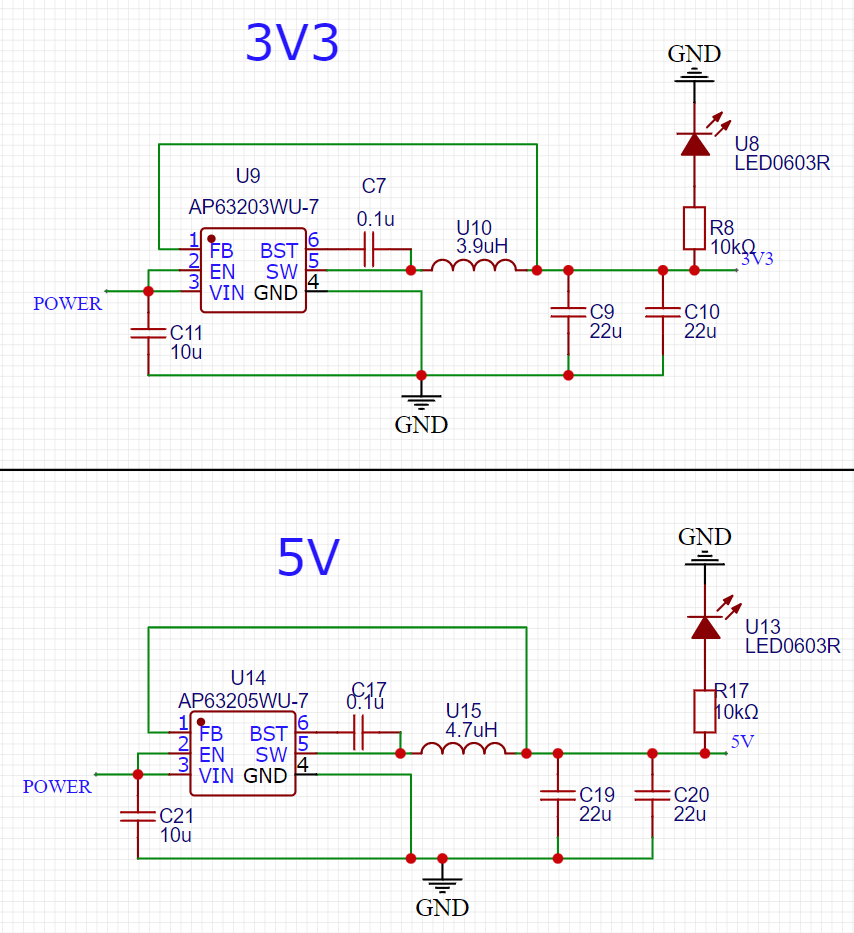 3V3
GND
U8
LED0603R
U9
AP63203WU-7
C7
0.1u
R8
10kΩ
3V3
U10
3.9uH
1
2
3
FB
EN
VIN
BST
SW
GND
6
5
4
POWER
C11
10u
C9
22u
C10
22u
GND
5V
GND
U13
LED0603R
U14
AP63205WU-7
C17
0.1u
R17
10kΩ
5V
U15
4.7uH
1
2
3
FB
EN
VIN
BST
SW
GND
6
5
4
POWER
C21
10u
C19
22u
C20
22u
GND